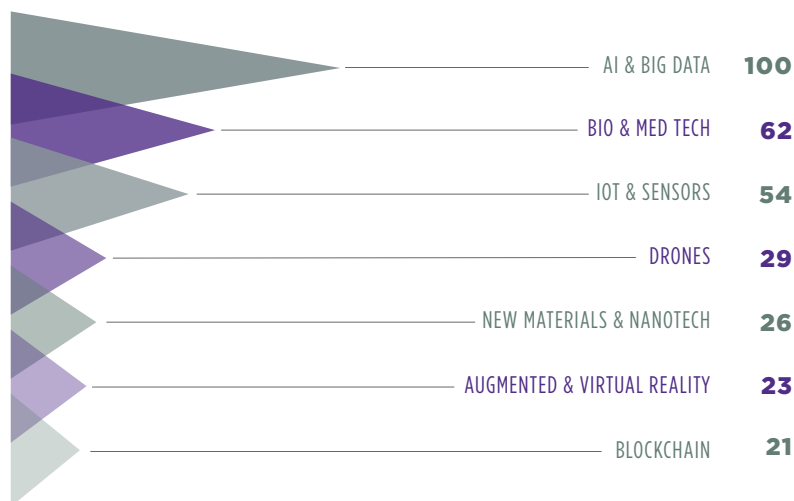 AI & BIG DATA 100
BIO & MED TECH 62
IOT & SENSORS 54
DRONES 29
NEW MATERIALS & NANOTECH 26
AUGMENTED & VIRTUAL REALITY 23
BLOCKCHAIN 21